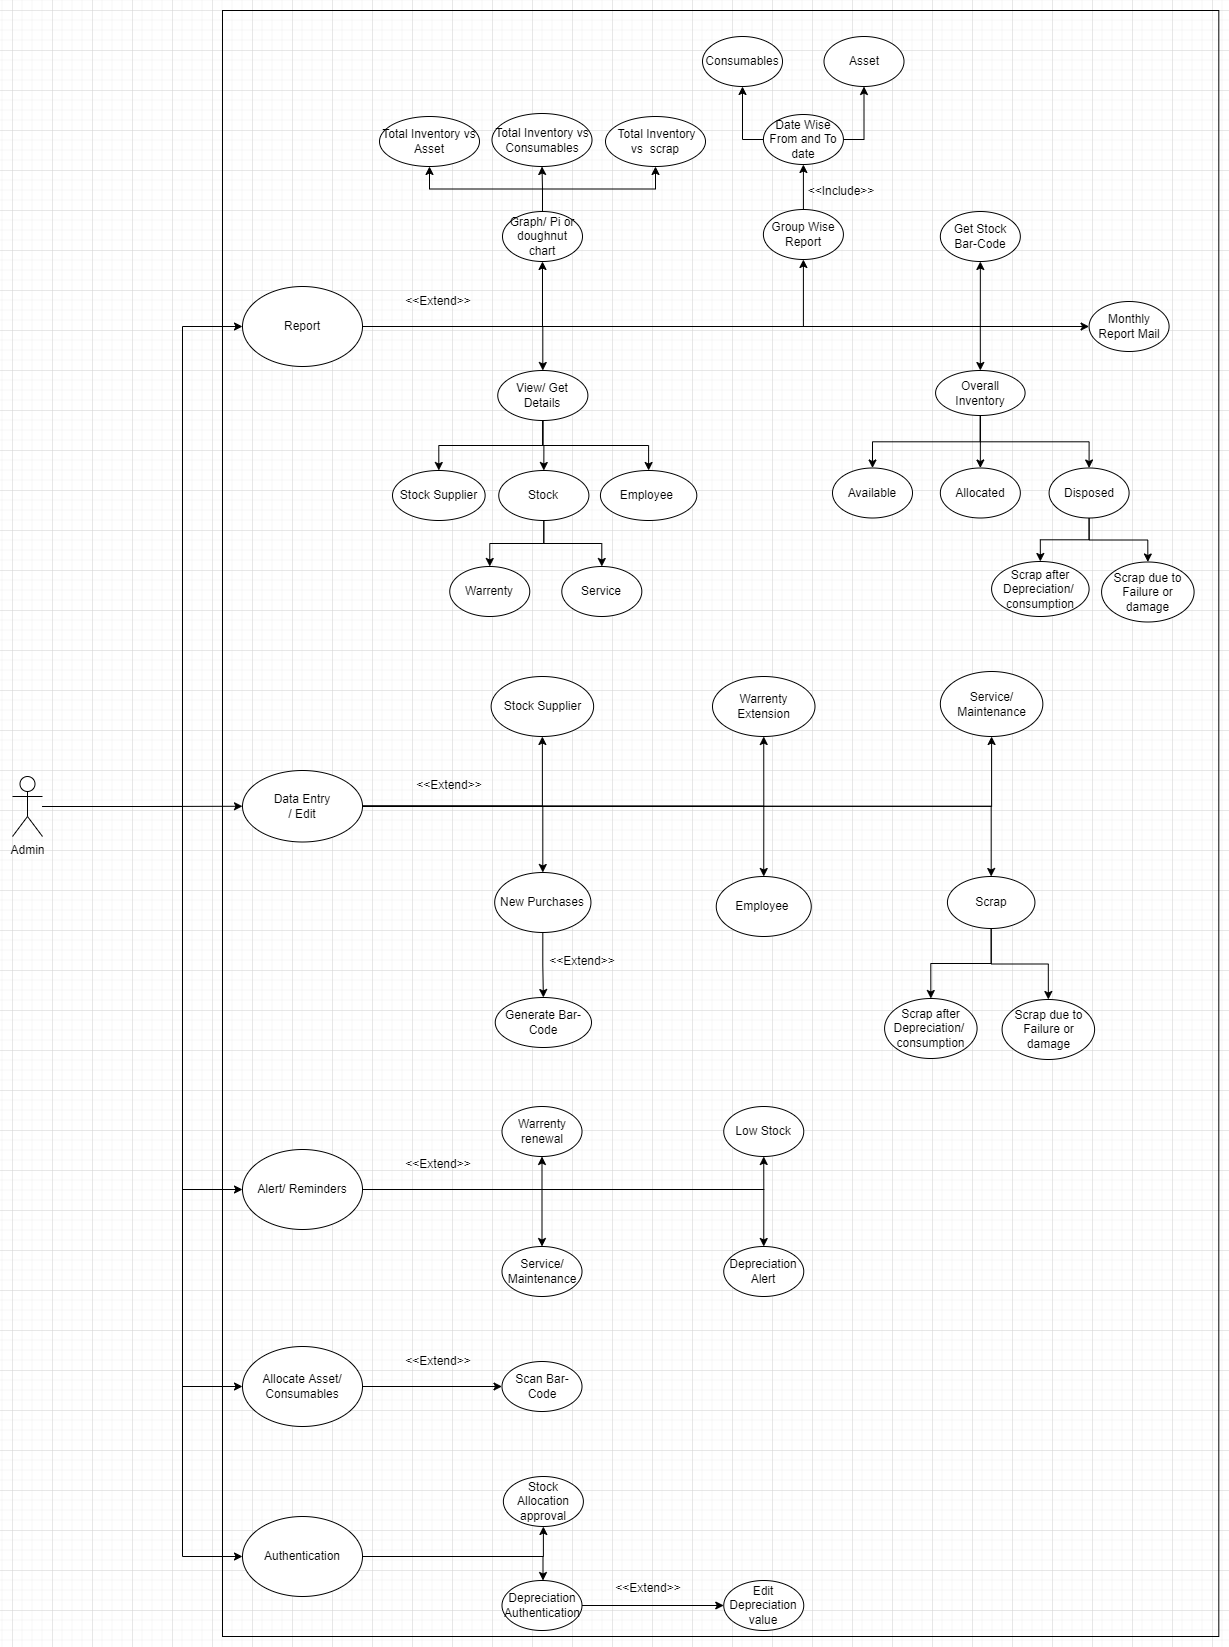 Consumables
Asset
Date Wise
From and To
date
Total Inventory vs
Asset
Total Inventory vs
Consumables
Total Inventory
vs  scrap
<<Include>>
Graph/ Pi or
doughnut
chart
Group Wise
Report
Get Stock
Bar-Code
<<Extend>>
Report
Monthly
Report Mail
View/ Get
Details
Overall
Inventory
Stock Supplier
Stock
Employee
Available
Allocated
Disposed
Warrenty
Service
Scrap after
Depreciation/
consumption
Scrap due to
Failure or
damage
Stock Supplier
Warrenty
Extension
Service/
Maintenance
<<Extend>>
Data Entry
/ Edit
Admin
New Purchases
Employee
Scrap
<<Extend>>
Generate Bar-
Code
Scrap after
Depreciation/
consumption
Scrap due to
Failure or
damage
Warrenty
renewal
Low Stock
<<Extend>>
Alert/ Reminders
Service/
Maintenance
Depreciation
Alert
<<Extend>>
Allocate Asset/
Consumables
Scan Bar-
Code
Stock
Allocation
approval
Authentication
Depreciation
Authentication
<<Extend>>
Edit
Depreciation
value